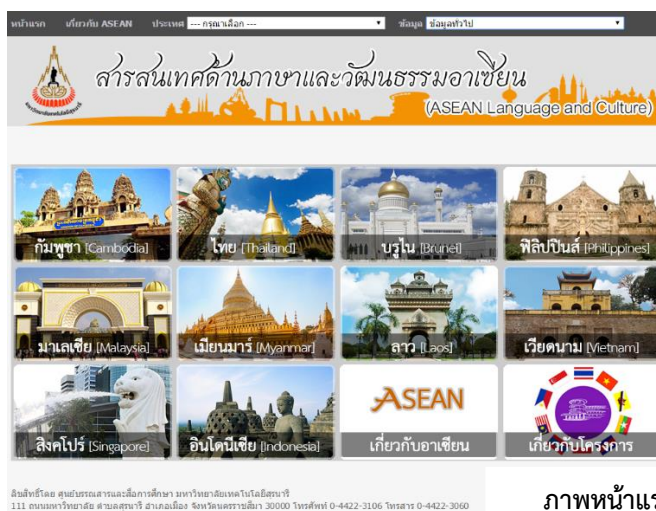 หน้าแรก เกี่ยวกับ ASEAN ประเทศ --- กรุณาเลือก --- ข้อมูล ข้อมูลทั่วไป
สารสนเทศด้านภาษาและวัฒนธรรมอาเซียน
(ASEAN Language and Culture)
กัมพูชา [Cambodia] ไทย [Thailand] บรูไน [Brunei] ฟิลิปปินส์ [Philippines]
มาเลเซีย [Malaysia] เมียนมาร์ [Myanmar] ลาว [Laos] เวียดนาม [Vietnam]
ASEAN
สิงคโปร์ [Singapore] อินโดนีเซีย [Indonesia] เกี่ยวกับอาเซียน เกี่ยวกับโครงการ
ลิขสิทธิ์โดย ศูนย์บรรณสารและสื่อการศึกษา มหาวิทยาลัยเทคโนโลยีสุรนารี
111 ถนนมหาวิทยาลัย ตำบลสุรนารี อำเภอเมือง จังหวัดนครราชสีมา 30000 โทรศัพท์ 0-4422-3106 โทรสาร 0-4422-3060
ภาพหน้าแร